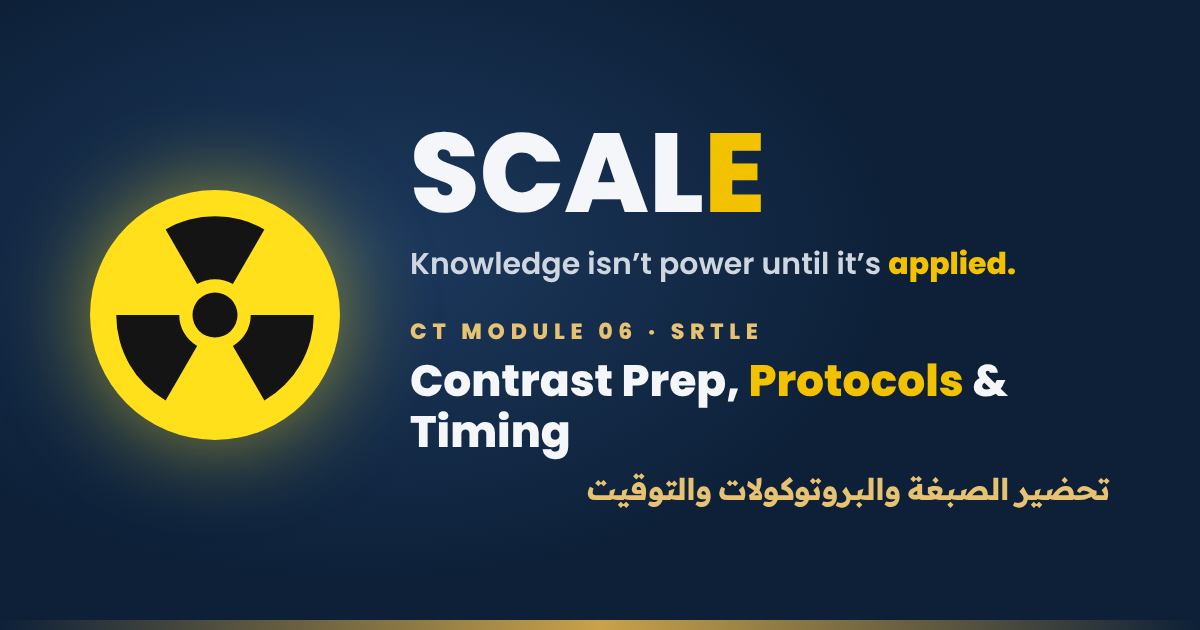 SCALE
Knowledge isn’t power until it’s applied.
CT MODULE 06 · SRTLE
Contrast Prep, Protocols &
Timing
تحضير الصبغة والبروتوكولات والتوقيت